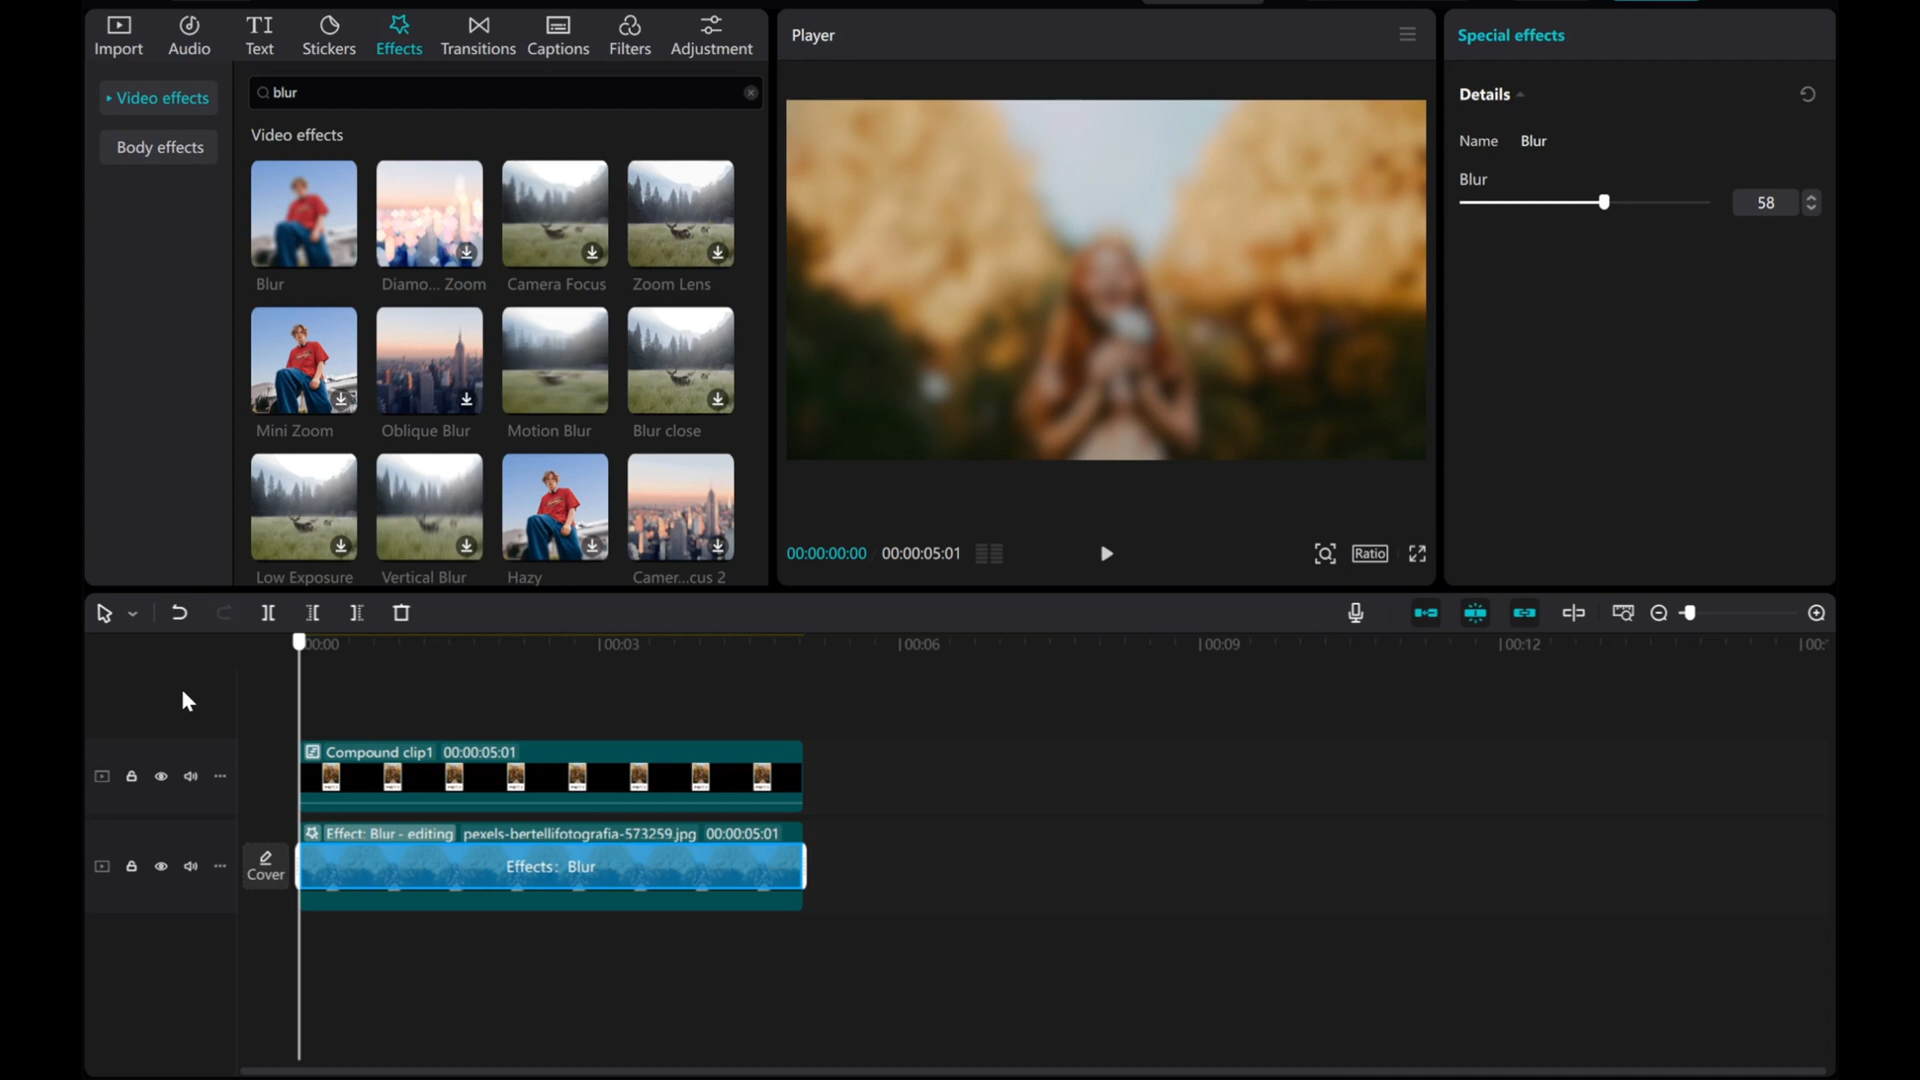 Import Audio Text Stickers Effects Transitions Captions Filters Adjustment
Video effects
Body effects
blur
Video effects
Blur
Diamo... Zoom
Camera Focus
Zoom Lens
Mini Zoom
Oblique Blur
Motion Blur
Blur close
Low Exposure
Vertical Blur
Hazy
Camer...cus 2
Player
00:00:00:00 00:00:05:01
Ratio
Special effects
Details
Name Blur
Blur
58
00:00 00:03 00:06 00:09 00:12
Compound clip1 00:00:05:01
Effect: Blur - editing pexels-bertellifotografia-573259.jpg 00:00:05:01
Effects: Blur
Cover